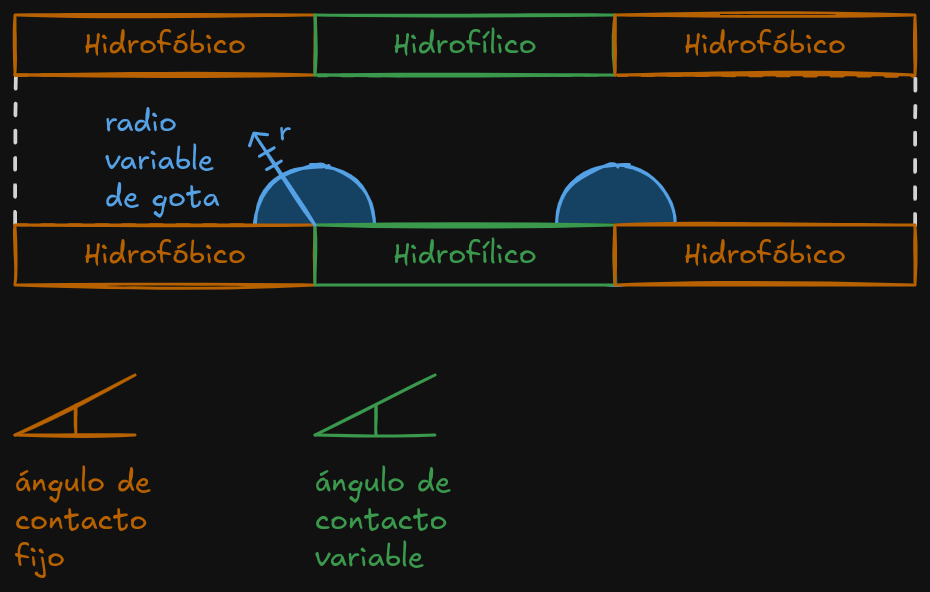 Hidrofóbico Hidrofílico Hidrofóbico
radio
variable
de gota
r
Hidrofóbico Hidrofílico Hidrofóbico
ángulo de
contacto
fijo
ángulo de
contacto
variable